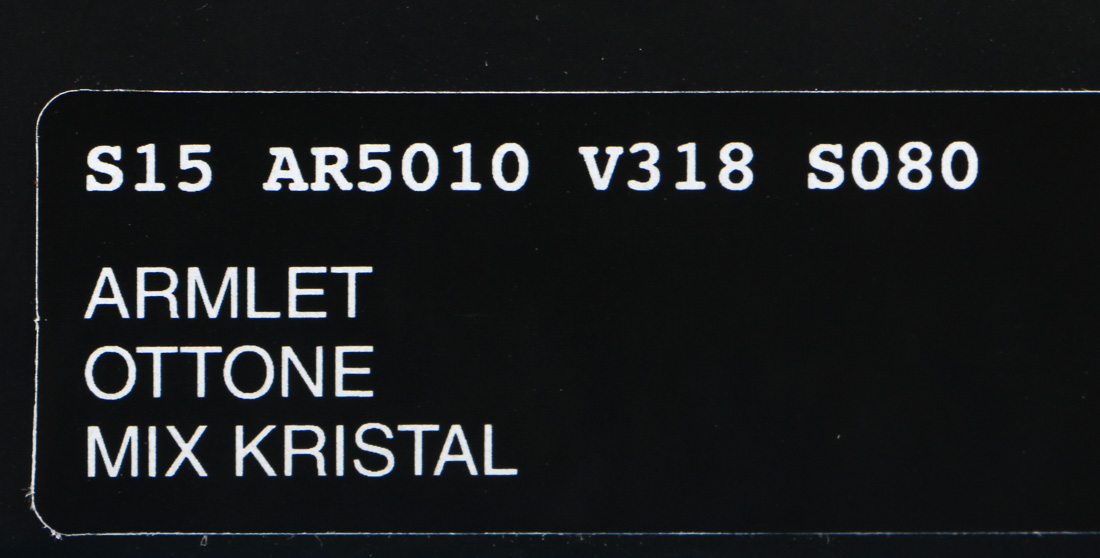 S15 AR5010 V318 S080
ARMLET
OTTONE
MIX KRISTAL